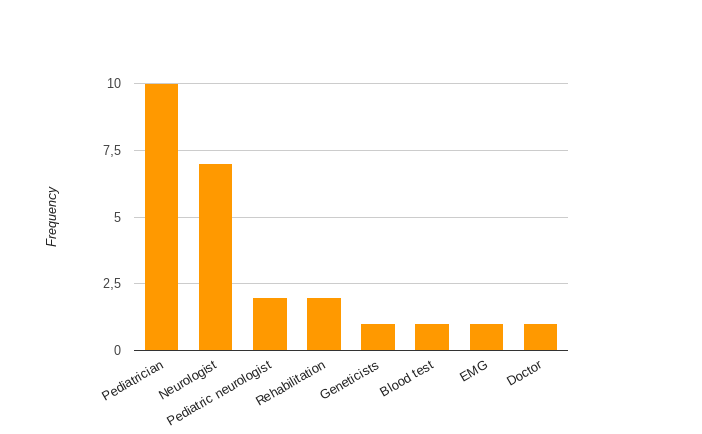 Frequency
10
7,5
5
2,5
0
Pediatrician
Neurologist
Pediatric neurologist
Rehabilitation
Geneticists
Blood test
EMG
Doctor